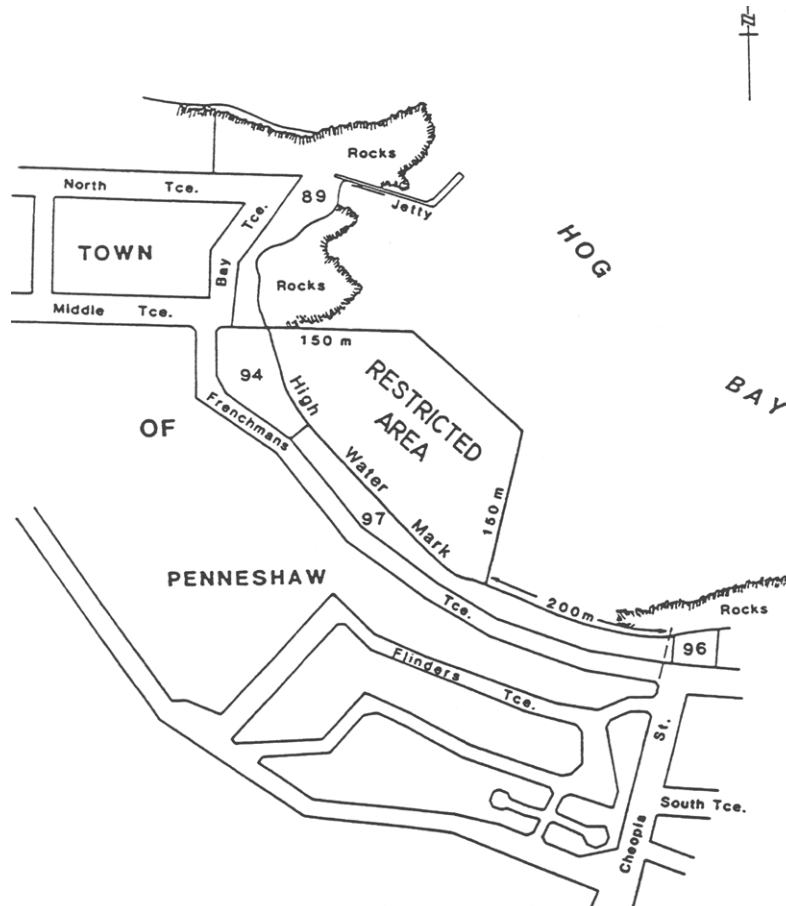 N
Rocks
North Tce.
89
Jetty
Bay Tce.
HOG
TOWN
Rocks
Middle Tce.
150 m
94
High Water Mark
RESTRICTED
AREA
BAY
Frenchmans Tce.
OF
150 m
97
PENNESHAW
200m
Rocks
96
Flinders Tce.
Cheopis St.
South Tce.